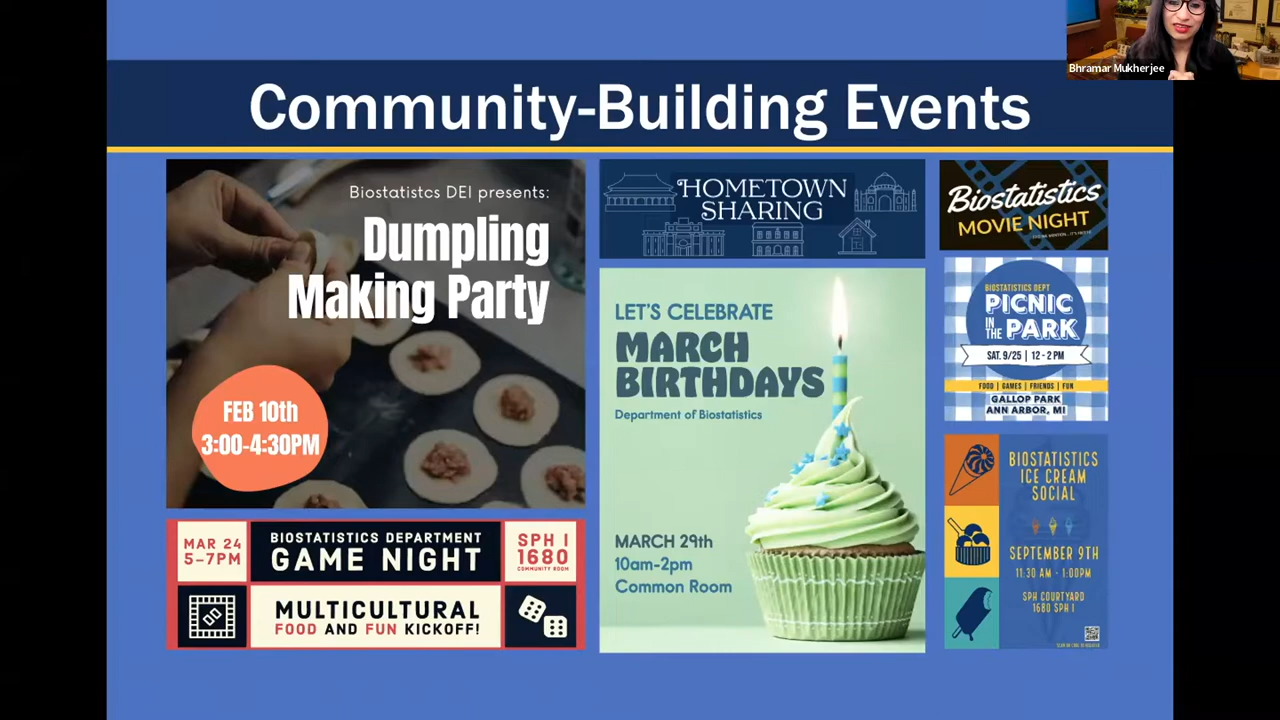 Bhramar Mukherjee
Community-Building Events
Biostatistcs DEI presents:
Dumpling
Making Party
FEB 10th
3:00-4:30PM
MAR 24
5-7PM
BIOSTATISTICS DEPARTMENT
GAME NIGHT
SPH I
1680
COMMUNITY ROOM
MULTICULTURAL
FOOD AND FUN KICKOFF!
HOMETOWN
SHARING
LET'S CELEBRATE
MARCH
BIRTHDAYS
Department of Biostatistics
MARCH 29th
10am-2pm
Common Room
Biostatistics
MOVIE NIGHT
BIOSTATISTICS DEPT
PICNIC
IN THE PARK
SAT. 9/25 | 12 - 2 PM
FOOD | GAMES | FRIENDS | FUN
GALLOP PARK
ANN ARBOR, MI
BIOSTATISTICS
ICE CREAM
SOCIAL
SEPTEMBER 9TH
11:30 AM - 1:00PM
SPH COURTYARD
1680 SPH I